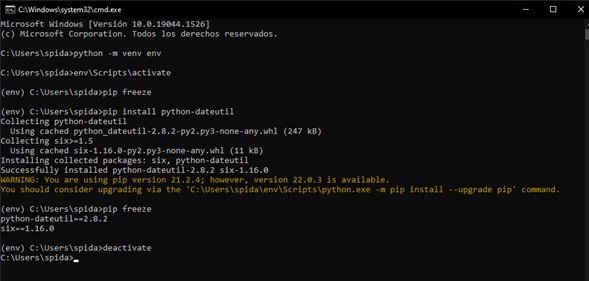 C:\Windows\system32\cmd.exe
Microsoft Windows [Versión 10.0.19044.1526]
(c) Microsoft Corporation. Todos los derechos reservados.
C:\Users\spida>python -m venv env
C:\Users\spida>env\Scripts\activate
(env) C:\Users\spida>pip freeze
(env) C:\Users\spida>pip install python-dateutil
Collecting python-dateutil
Using cached python_dateutil-2.8.2-py2.py3-none-any.whl (247 kB)
Collecting six>=1.5
Using cached six-1.16.0-py2.py3-none-any.whl (11 kB)
Installing collected packages: six, python-dateutil
Successfully installed python-dateutil-2.8.2 six-1.16.0
WARNING: You are using pip version 21.2.4; however, version 22.0.3 is available.
You should consider upgrading via the 'C:\Users\spida\env\Scripts\python.exe -m pip install --upgrade pip' command.
(env) C:\Users\spida>pip freeze
python-dateutil==2.8.2
six==1.16.0
(env) C:\Users\spida>deactivate
C:\Users\spida>